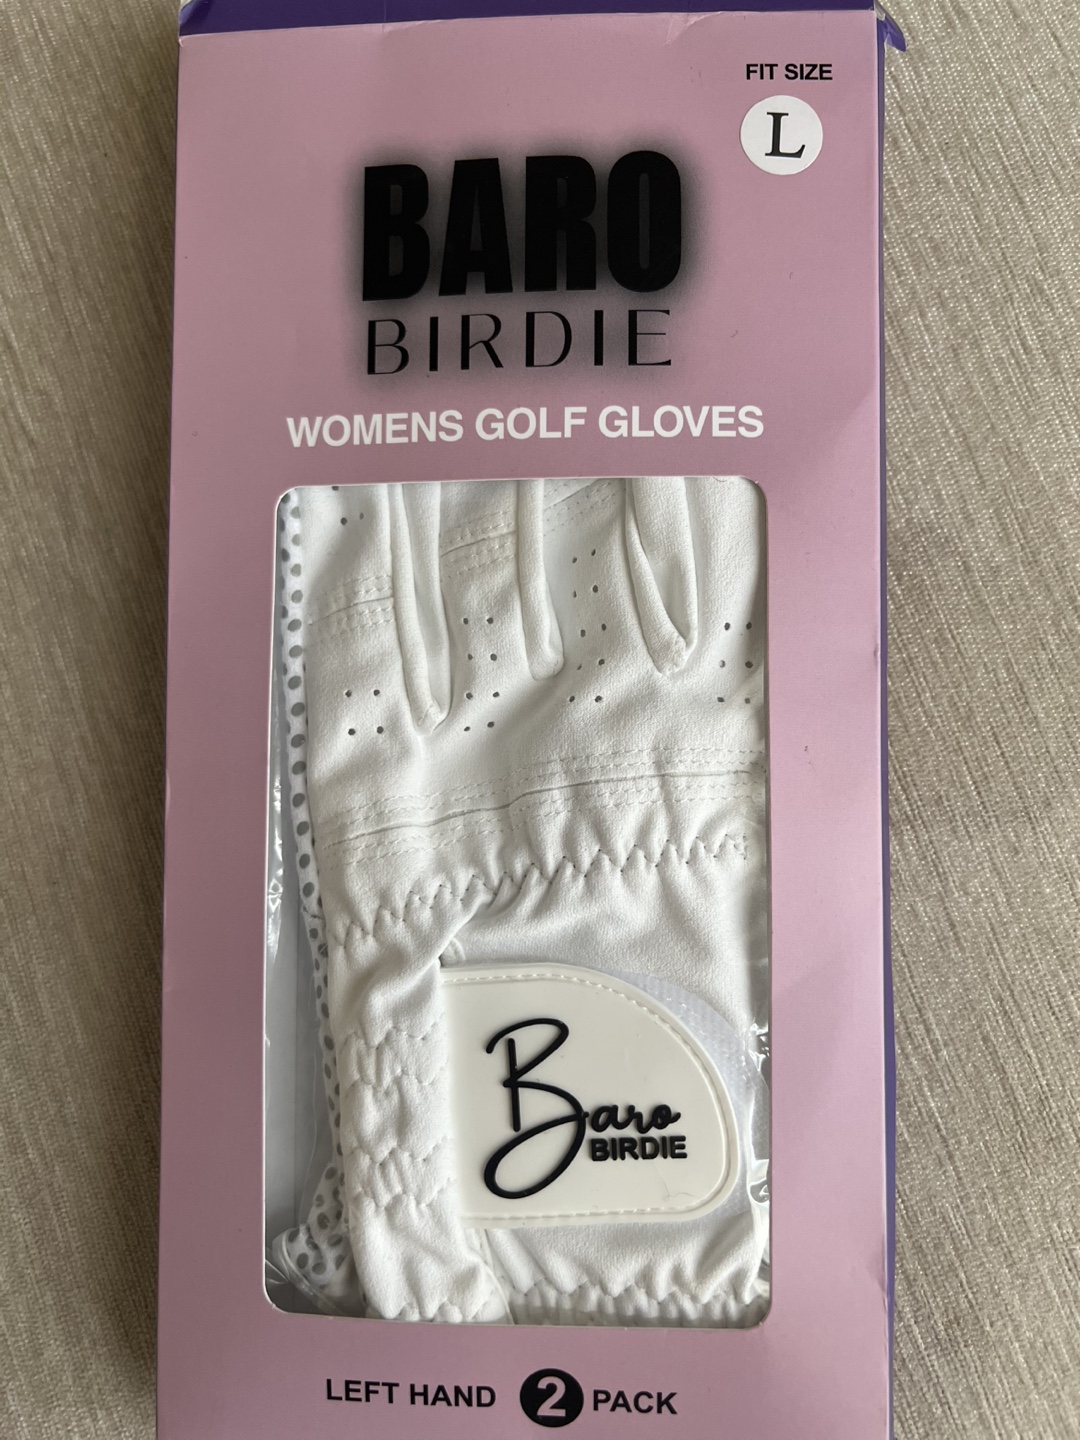 FIT SIZE
L
BARO
BIRDIE
WOMENS GOLF GLOVES
Baro
BIRDIE
LEFT HAND 2 PACK